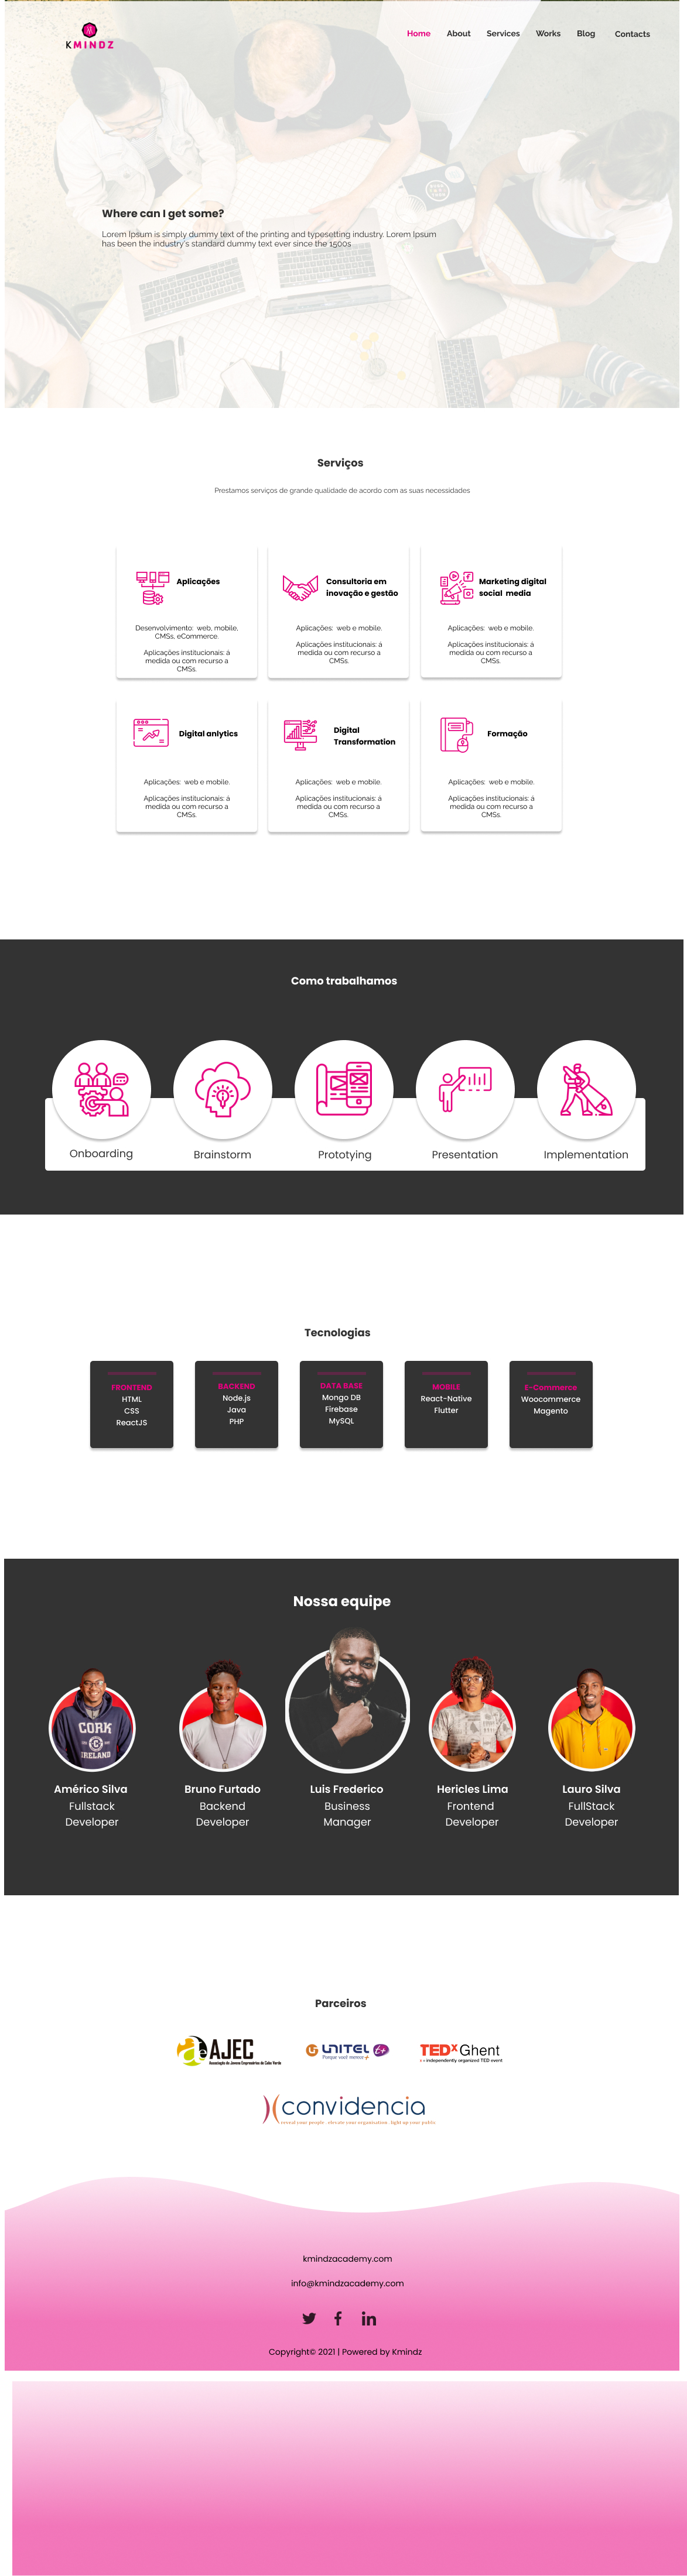 KMINDZ
Home About Services Works Blog Contacts
Where can I get some?
Lorem Ipsum is simply dummy text of the printing and typesetting industry. Lorem Ipsum
has been the industry's standard dummy text ever since the 1500s
Serviços
Prestamos serviços de grande qualidade de acordo com as suas necessidades
Aplicações
Desenvolvimento: web, mobile,
CMSs, eCommerce.
Aplicações institucionais: á
medida ou com recurso a
CMSs.
Consultoria em
inovação e gestão
Aplicações: web e mobile.
Aplicações institucionais: á
medida ou com recurso a
CMSs.
Marketing digital
social media
Aplicações: web e mobile.
Aplicações institucionais: á
medida ou com recurso a
CMSs.
Digital anlytics
Aplicações: web e mobile.
Aplicações institucionais: á
medida ou com recurso a
CMSs.
Digital
Transformation
Aplicações: web e mobile.
Aplicações institucionais: á
medida ou com recurso a
CMSs.
Formação
Aplicações: web e mobile.
Aplicações institucionais: á
medida ou com recurso a
CMSs.
Como trabalhamos
Onboarding
Brainstorm
Prototying
Presentation
Implementation
Tecnologias
FRONTEND
HTML
CSS
ReactJS
BACKEND
Node.js
Java
PHP
DATA BASE
Mongo DB
Firebase
MySQL
MOBILE
React-Native
Flutter
E-Commerce
Woocommerce
Magento
Nossa equipe
CORK
IRELAND
Américo Silva
Fullstack
Developer
Bruno Furtado
Backend
Developer
Luis Frederico
Business
Manager
Hericles Lima
Frontend
Developer
Lauro Silva
FullStack
Developer
Parceiros
AJEC
Associação de Jovens Empresários de Cabo Verde
UNITEL
Porque você merece +
TEDxGhent
x = independently organized TED event
convidencia
reveal your people . elevate your organisation . light up your public
kmindzacademy.com
info@kmindzacademy.com
Copyright© 2021 | Powered by Kmindz